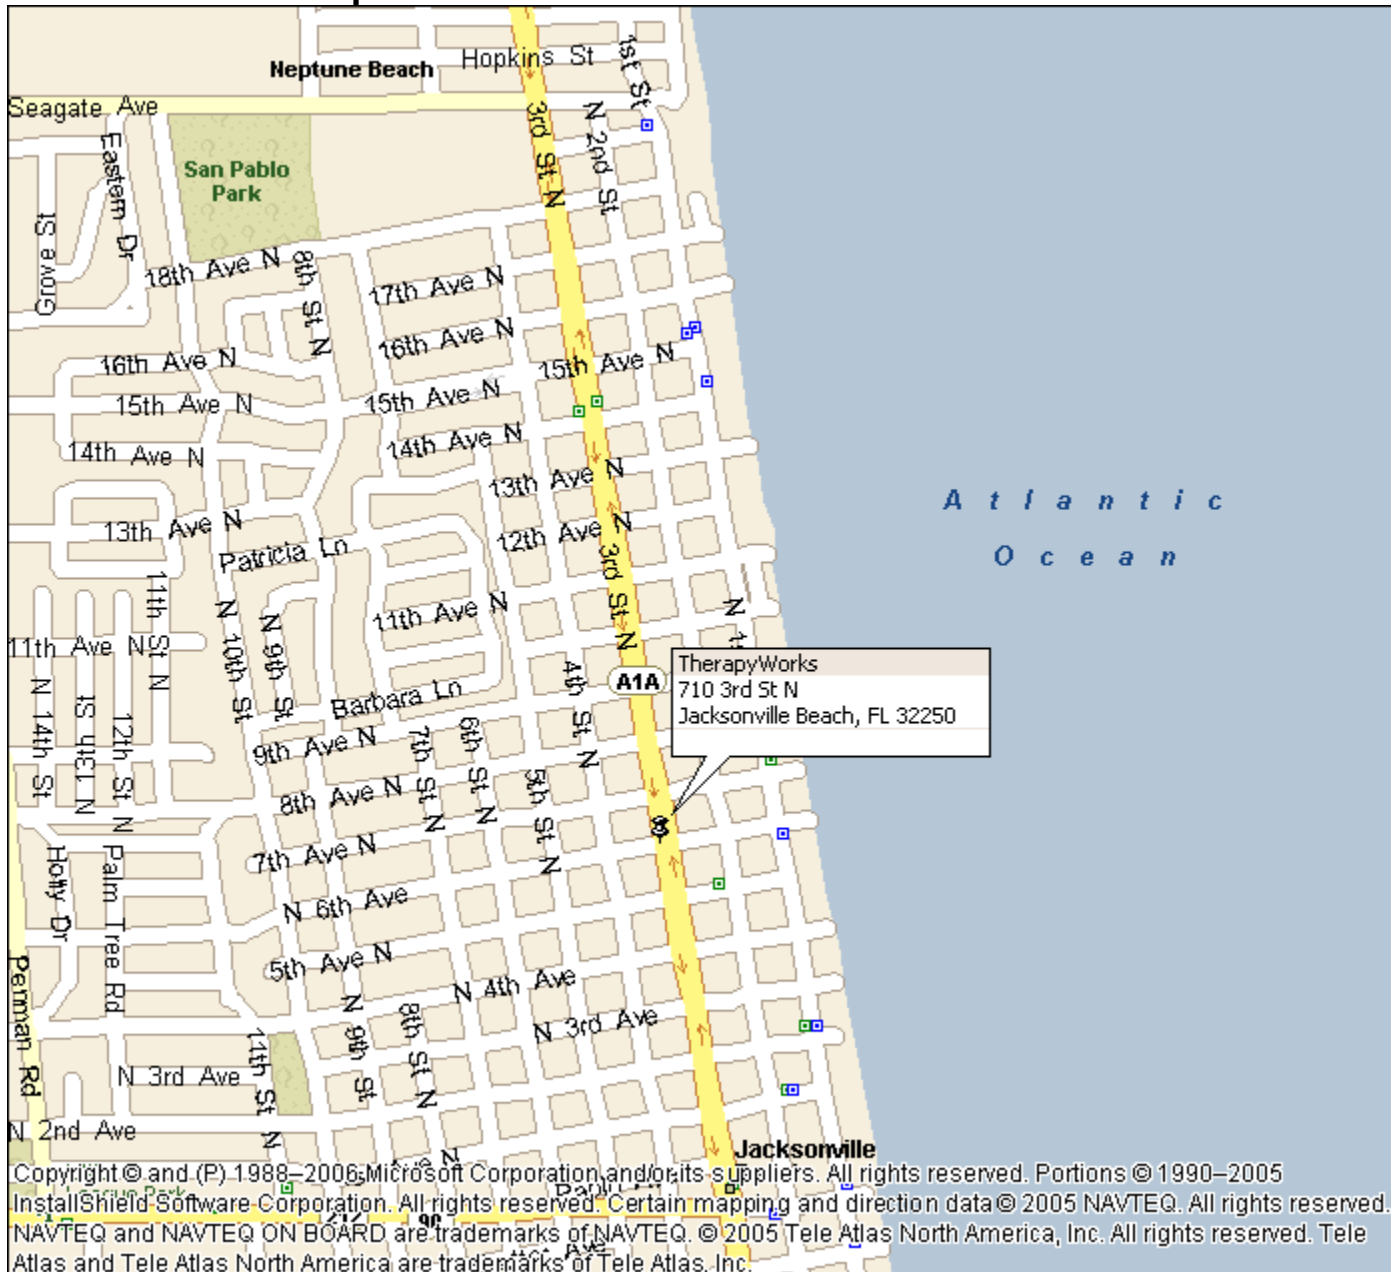 Neptune Beach
Hopkins St
1st St
Seagate Ave
3rd St N
N 2nd St
San Pablo
Park
Eastern Dr
Grove St
18th Ave N
8th St N
17th Ave N
16th Ave N
16th Ave N
15th Ave N
15th Ave N
15th Ave N
14th Ave N
14th Ave N
13th Ave N
Atlantic
Ocean
13th Ave N
12th Ave N
Patricia Ln
3rd St N
11th St N
N 10th St
N 9th St
11th Ave N
11th Ave N
N 14th St
13th St N
12th St N
Barbara Ln
4th St N
A1A
TherapyWorks
710 3rd St N
Jacksonville Beach, FL 32250
9th Ave N
7th St N
6th St N
5th St N
8th Ave N
7th Ave N
Holly Dr
Palm Tree Rd
N 6th Ave
5th Ave N
N 4th Ave
Penman Rd
N 9th St
8th St N
N 3rd Ave
11th St N
N 3rd Ave
N 2nd Ave
Jacksonville
Copyright © and (P) 1988–2006 Microsoft Corporation and/or its suppliers. All rights reserved. Portions © 1990–2005
InstallShield Software Corporation. All rights reserved. Certain mapping and direction data © 2005 NAVTEQ. All rights reserved.
NAVTEQ and NAVTEQ ON BOARD are trademarks of NAVTEQ. © 2005 Tele Atlas North America, Inc. All rights reserved. Tele
Atlas and Tele Atlas North America are trademarks of Tele Atlas, Inc.